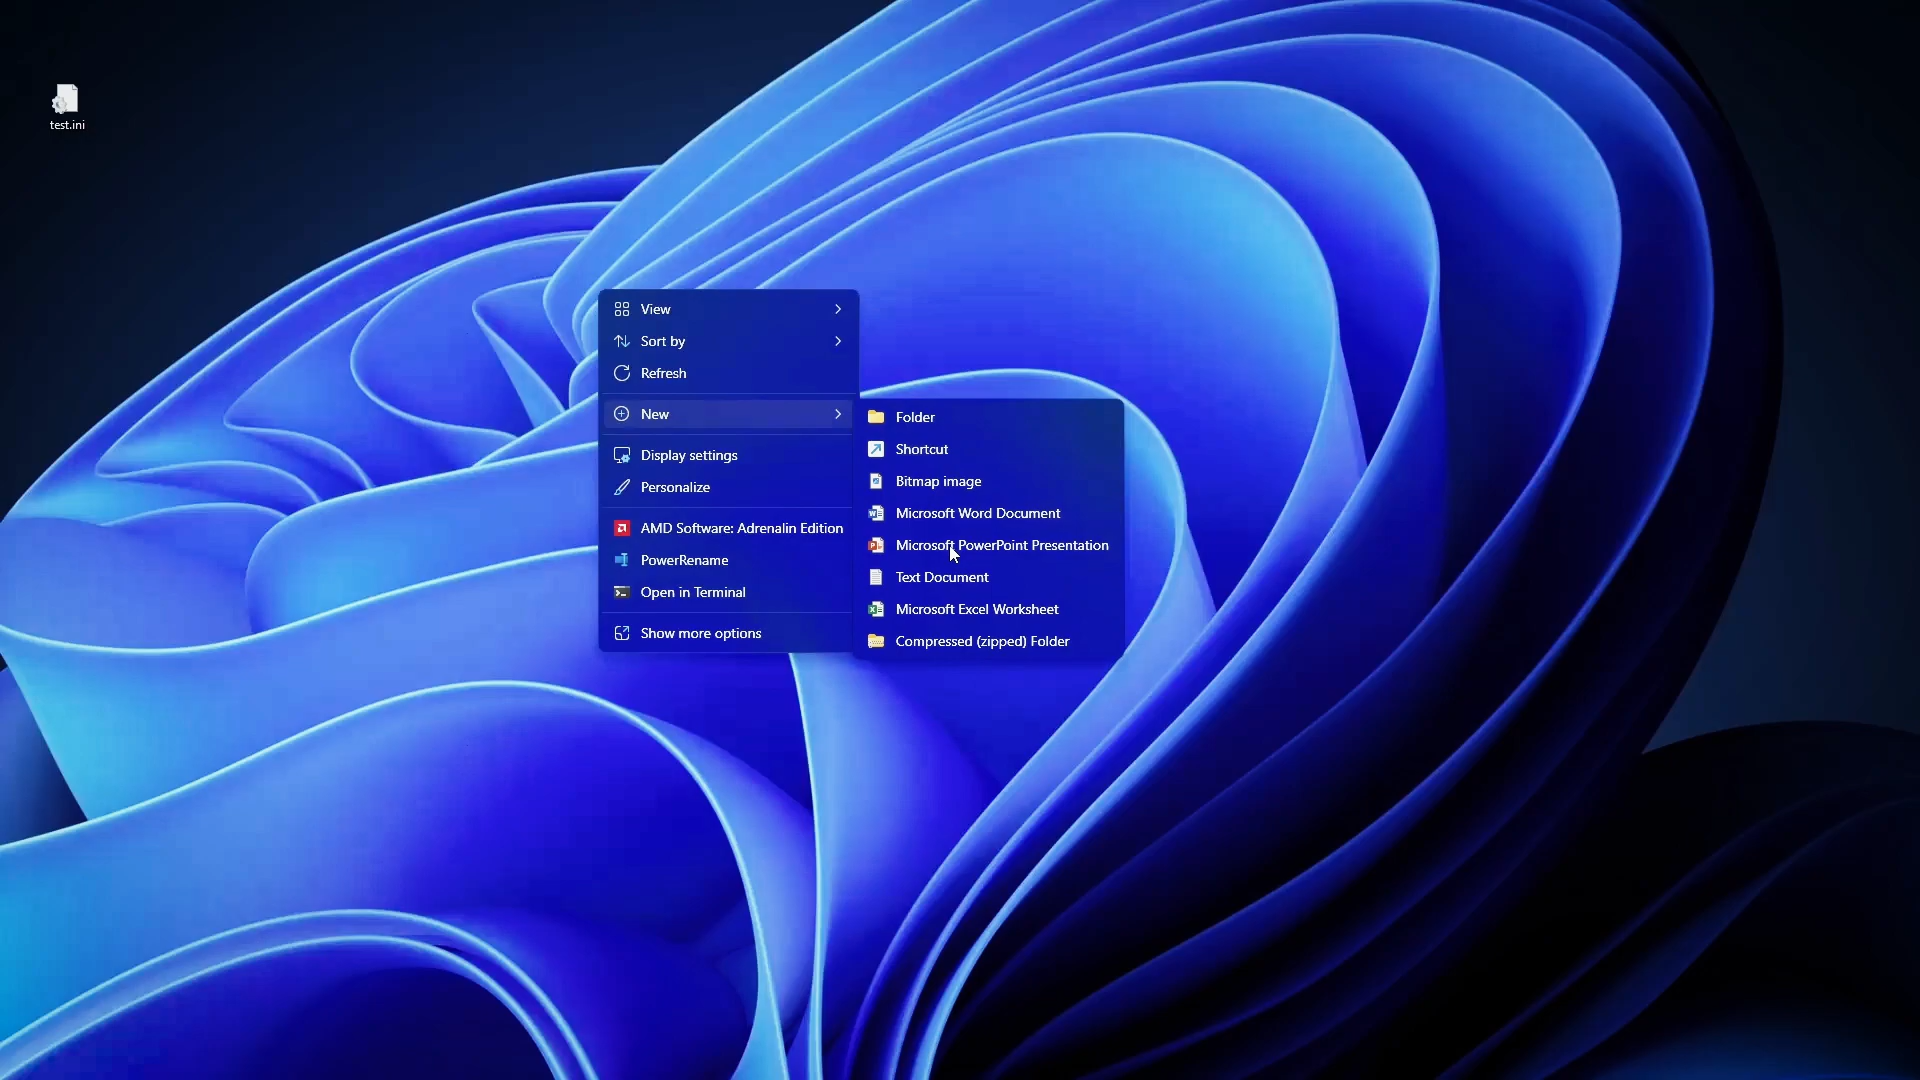 test.ini
View
Sort by
Refresh
New
Display settings
Personalize
AMD Software: Adrenalin Edition
PowerRename
Open in Terminal
Show more options
Folder
Shortcut
Bitmap image
Microsoft Word Document
Microsoft PowerPoint Presentation
Text Document
Microsoft Excel Worksheet
Compressed (zipped) Folder